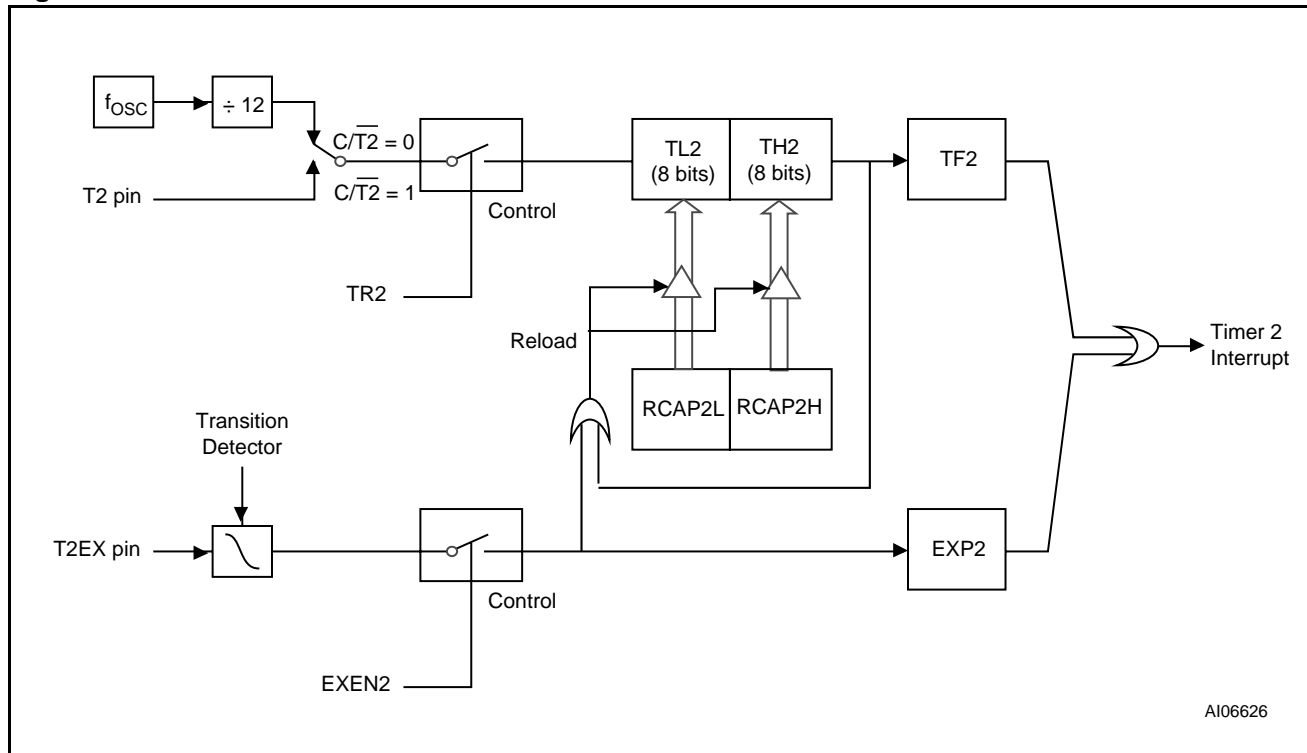 fOSC
÷ 12
C/T2 = 0
T2 pin
C/T2 = 1
Control
TR2
TL2
(8 bits)
TH2
(8 bits)
TF2
Reload
RCAP2L
RCAP2H
Timer 2
Interrupt
Transition
Detector
T2EX pin
Control
EXEN2
EXP2
AI06626